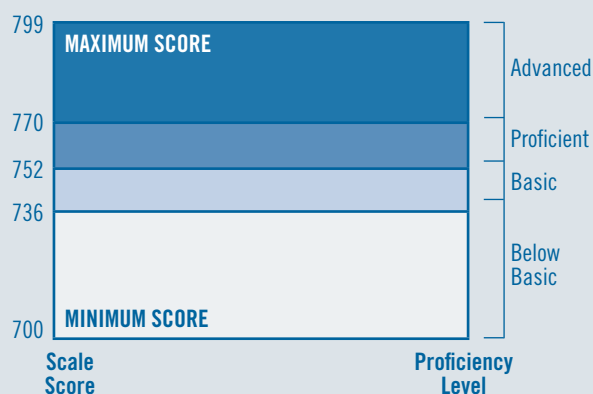 799
MAXIMUM SCORE
Advanced
770
Proficient
752
Basic
736
Below
Basic
MINIMUM SCORE
700
Scale
Score
Proficiency
Level